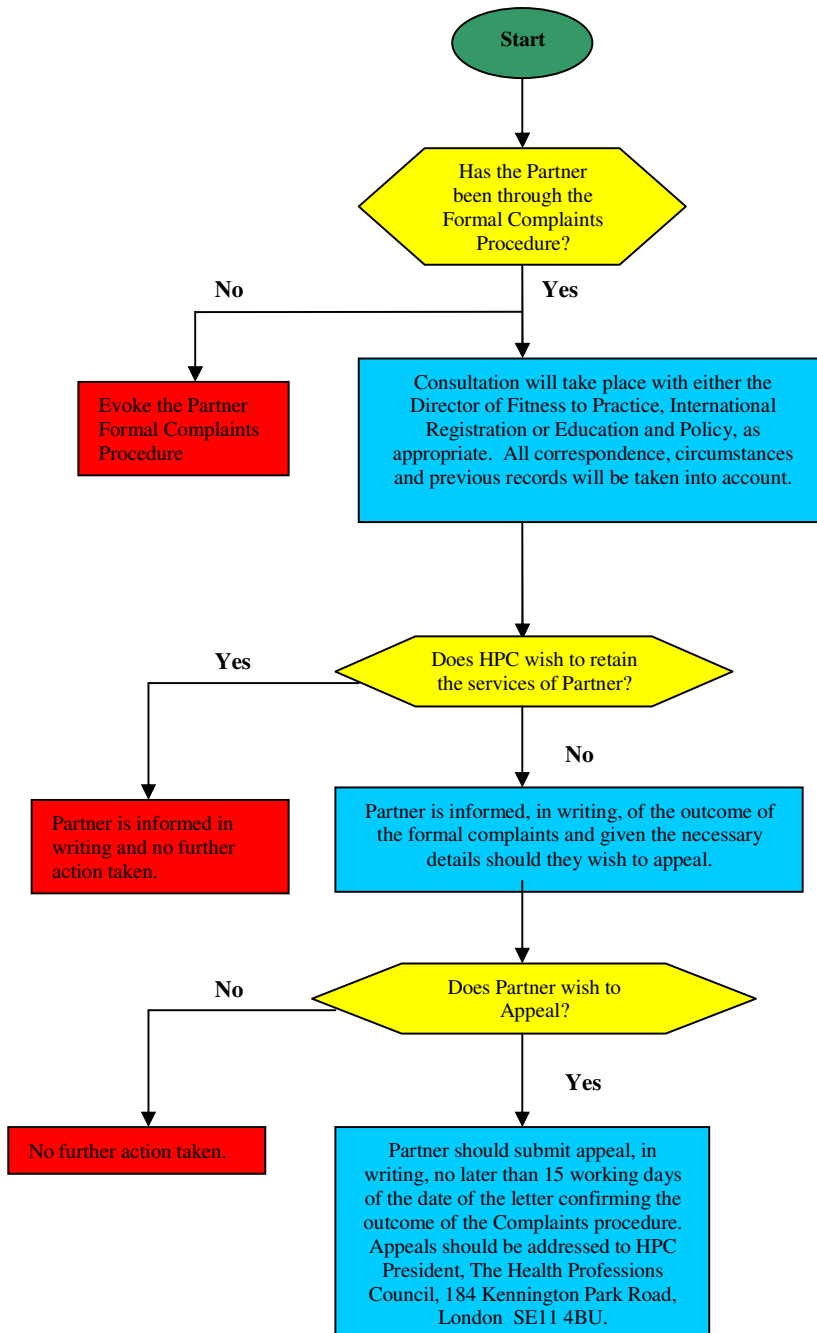 Start
Has the Partner
been through the
Formal Complaints
Procedure?
No
Yes
Evoke the Partner
Formal Complaints
Procedure
Consultation will take place with either the
Director of Fitness to Practice, International
Registration or Education and Policy, as
appropriate.  All correspondence, circumstances
and previous records will be taken into account.
Does HPC wish to retain
the services of Partner?
Yes
No
Partner is informed in
writing and no further
action taken.
Partner is informed, in writing, of the outcome of
the formal complaints and given the necessary
details should they wish to appeal.
Does Partner wish to
Appeal?
No
Yes
No further action taken.
Partner should submit appeal, in
writing, no later than 15 working days
of the date of the letter confirming the
outcome of the Complaints procedure.
Appeals should be addressed to HPC
President, The Health Professions
Council, 184 Kennington Park Road,
London  SE11 4BU.